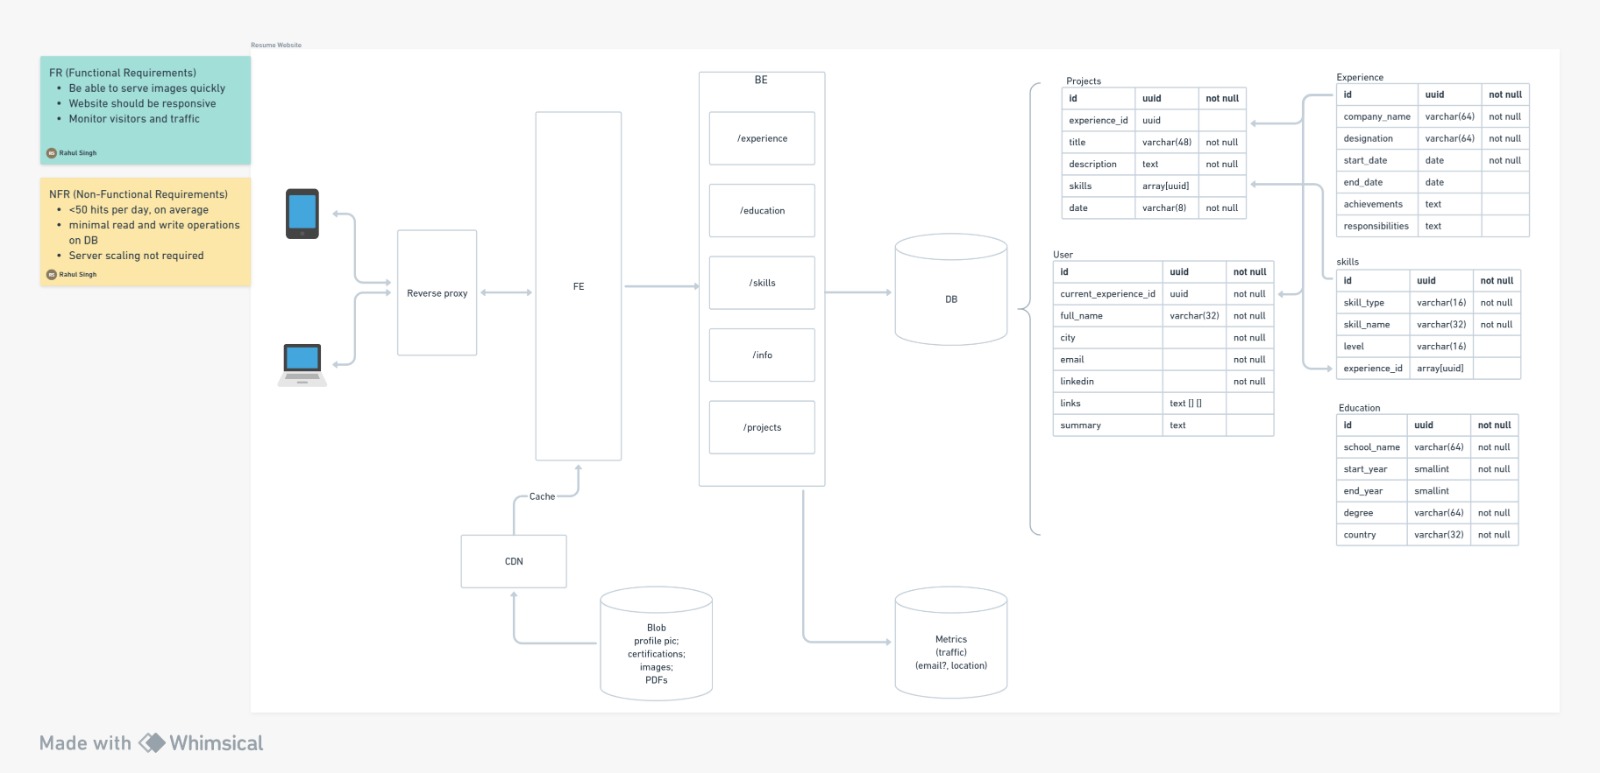 Resume Website
FR (Functional Requirements)
• Be able to serve images quickly
• Website should be responsive
• Monitor visitors and traffic
RS Rahul Singh
NFR (Non-Functional Requirements)
• <50 hits per day, on average
• minimal read and write operations
on DB
• Server scaling not required
RS Rahul Singh
Reverse proxy
FE
BE
/experience
/education
/skills
/info
/projects
DB
Cache
CDN
Blob
profile pic;
certifications;
images;
PDFs
Metrics
(traffic)
(email?, location)
Projects
id uuid not null
experience_id uuid
title varchar(48) not null
description text not null
skills array[uuid]
date varchar(8) not null
User
id uuid not null
current_experience_id uuid not null
full_name varchar(32) not null
city not null
email not null
linkedin not null
links text [] []
summary text
Experience
id uuid not null
company_name varchar(64) not null
designation varchar(64) not null
start_date date not null
end_date date
achievements text
responsibilities text
skills
id uuid not null
skill_type varchar(16) not null
skill_name varchar(32) not null
level varchar(16)
experience_id array[uuid]
Education
id uuid not null
school_name varchar(64) not null
start_year smallint not null
end_year smallint
degree varchar(64) not null
country varchar(32) not null
Made with Whimsical